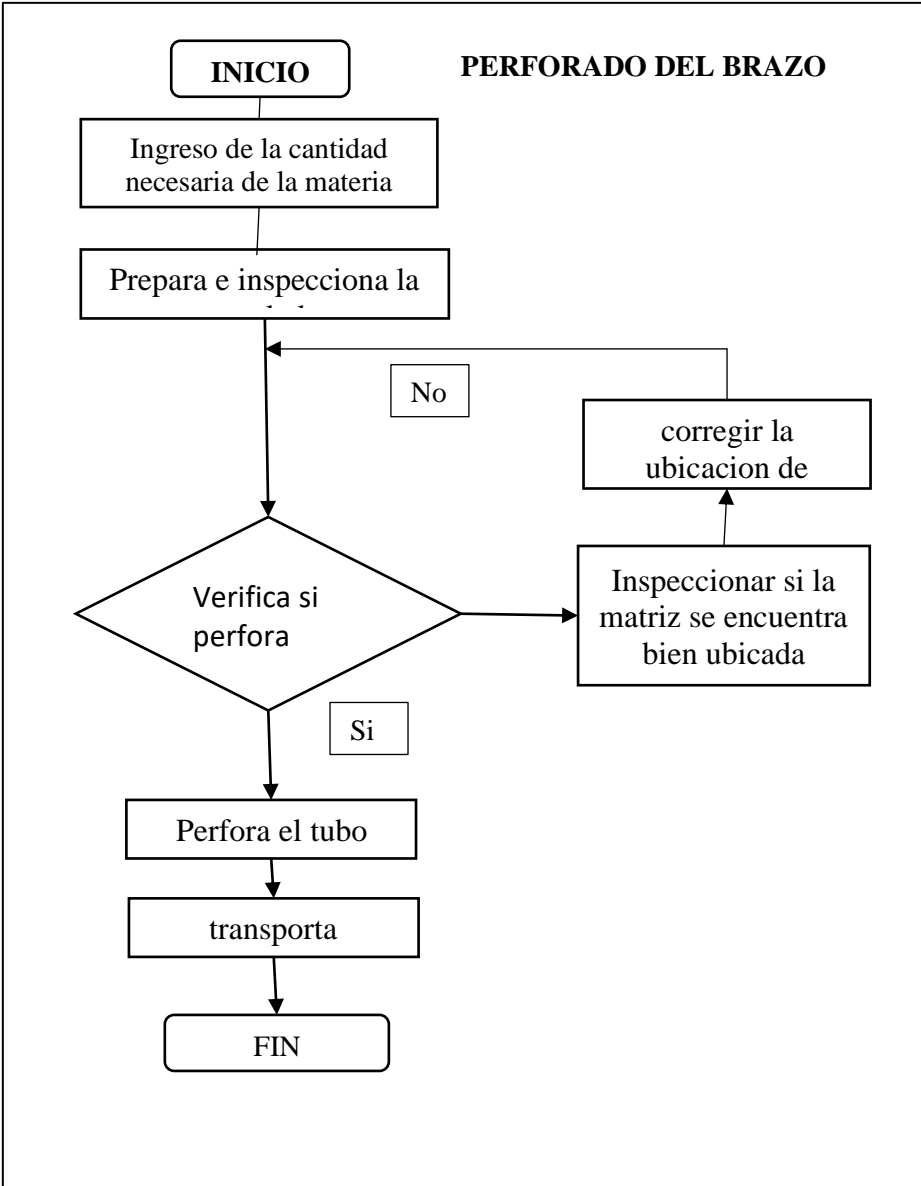 INICIO
PERFORADO DEL BRAZO
Ingreso de la cantidad
necesaria de la materia
Prepara e inspecciona la
No
corregir la
ubicacion de
Verifica si
perfora
Inspeccionar si la
matriz se encuentra
bien ubicada
Si
Perfora el tubo
transporta
FIN